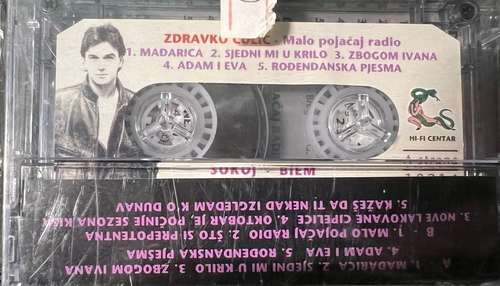 ZDRAVKO ČOLIĆ - Malo pojačaj radio
1. MAĐARICA 2. SJEDNI MI U KRILO 3. ZBOGOM IVANA
4. ADAM I EVA 5. ROĐENDANSKA PJESMA
HI-FI CENTAR
SOKOJ - BIEM
A
1. MAĐARICA 2. SJEDNI MI U KRILO 3. ZBOGOM IVANA
4. ADAM I EVA 5. ROĐENDANSKA PJESMA
B - 1. MALO POJAČAJ RADIO 2. ŠTO SI PREPOTENTNA
3. NOVE LAKOVANE CIPELICE 4. OKTOBAR JE, POČINJE SEZONA KIŠA
5. KAŽEŠ DA TI NEKAD IZGLEDAM K'O DUNAV